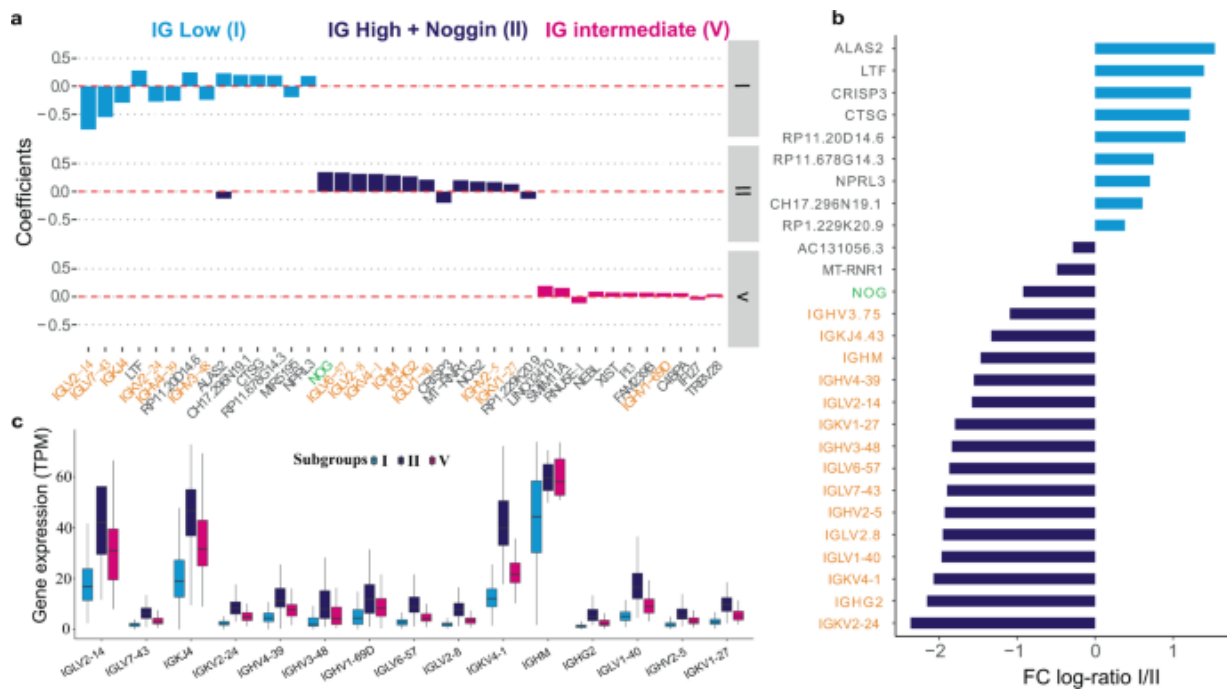 a
IG Low (I) IG High + Noggin (II) IG intermediate (V)
0.5
0.0
−0.5
I
0.5
0.0
−0.5
II
0.5
0.0
−0.5
V
Coefficients
IGLV2−14
IGLV7−43
IGKJ4
LTF
IGKV2−24
IGHV4−39
RP11.20D14.6
IGHV3−48
ALAS2
CH17.296N19.1
CTSG
RP11.678G14.3
NPRL3
NOG
IGLV6−57
IGLV2−8
IGKV4−1
IGHM
IGHG2
IGLV1−40
CRISP3
MT−RNR1
NOS2
IGHV2−5
IGKV1−27
RP1.229K20.9
NEBL
XIST
FAM229B
IGHV1−69D
IFI27
TRBV28
b
ALAS2
LTF
CRISP3
CTSG
RP11.20D14.6
RP11.678G14.3
NPRL3
CH17.296N19.1
RP1.229K20.9
AC131056.3
MT-RNR1
NOG
IGHV3.75
IGKJ4.43
IGHM
IGHV4-39
IGLV2-14
IGKV1-27
IGHV3-48
IGLV6-57
IGLV7-43
IGHV2-5
IGLV2.8
IGLV1-40
IGKV4-1
IGHG2
IGKV2-24
−2 −1 0 1
FC log-ratio I/II
c
Subgroups I II V
Gene expression (TPM)
60
40
20
0
IGLV2-14
IGLV7-43
IGKJ4
IGKV2-24
IGHV4-39
IGHV3-48
IGHV1-69D
IGLV6-57
IGLV2-8
IGKV4-1
IGHM
IGHG2
IGLV1-40
IGHV2-5
IGKV1-27